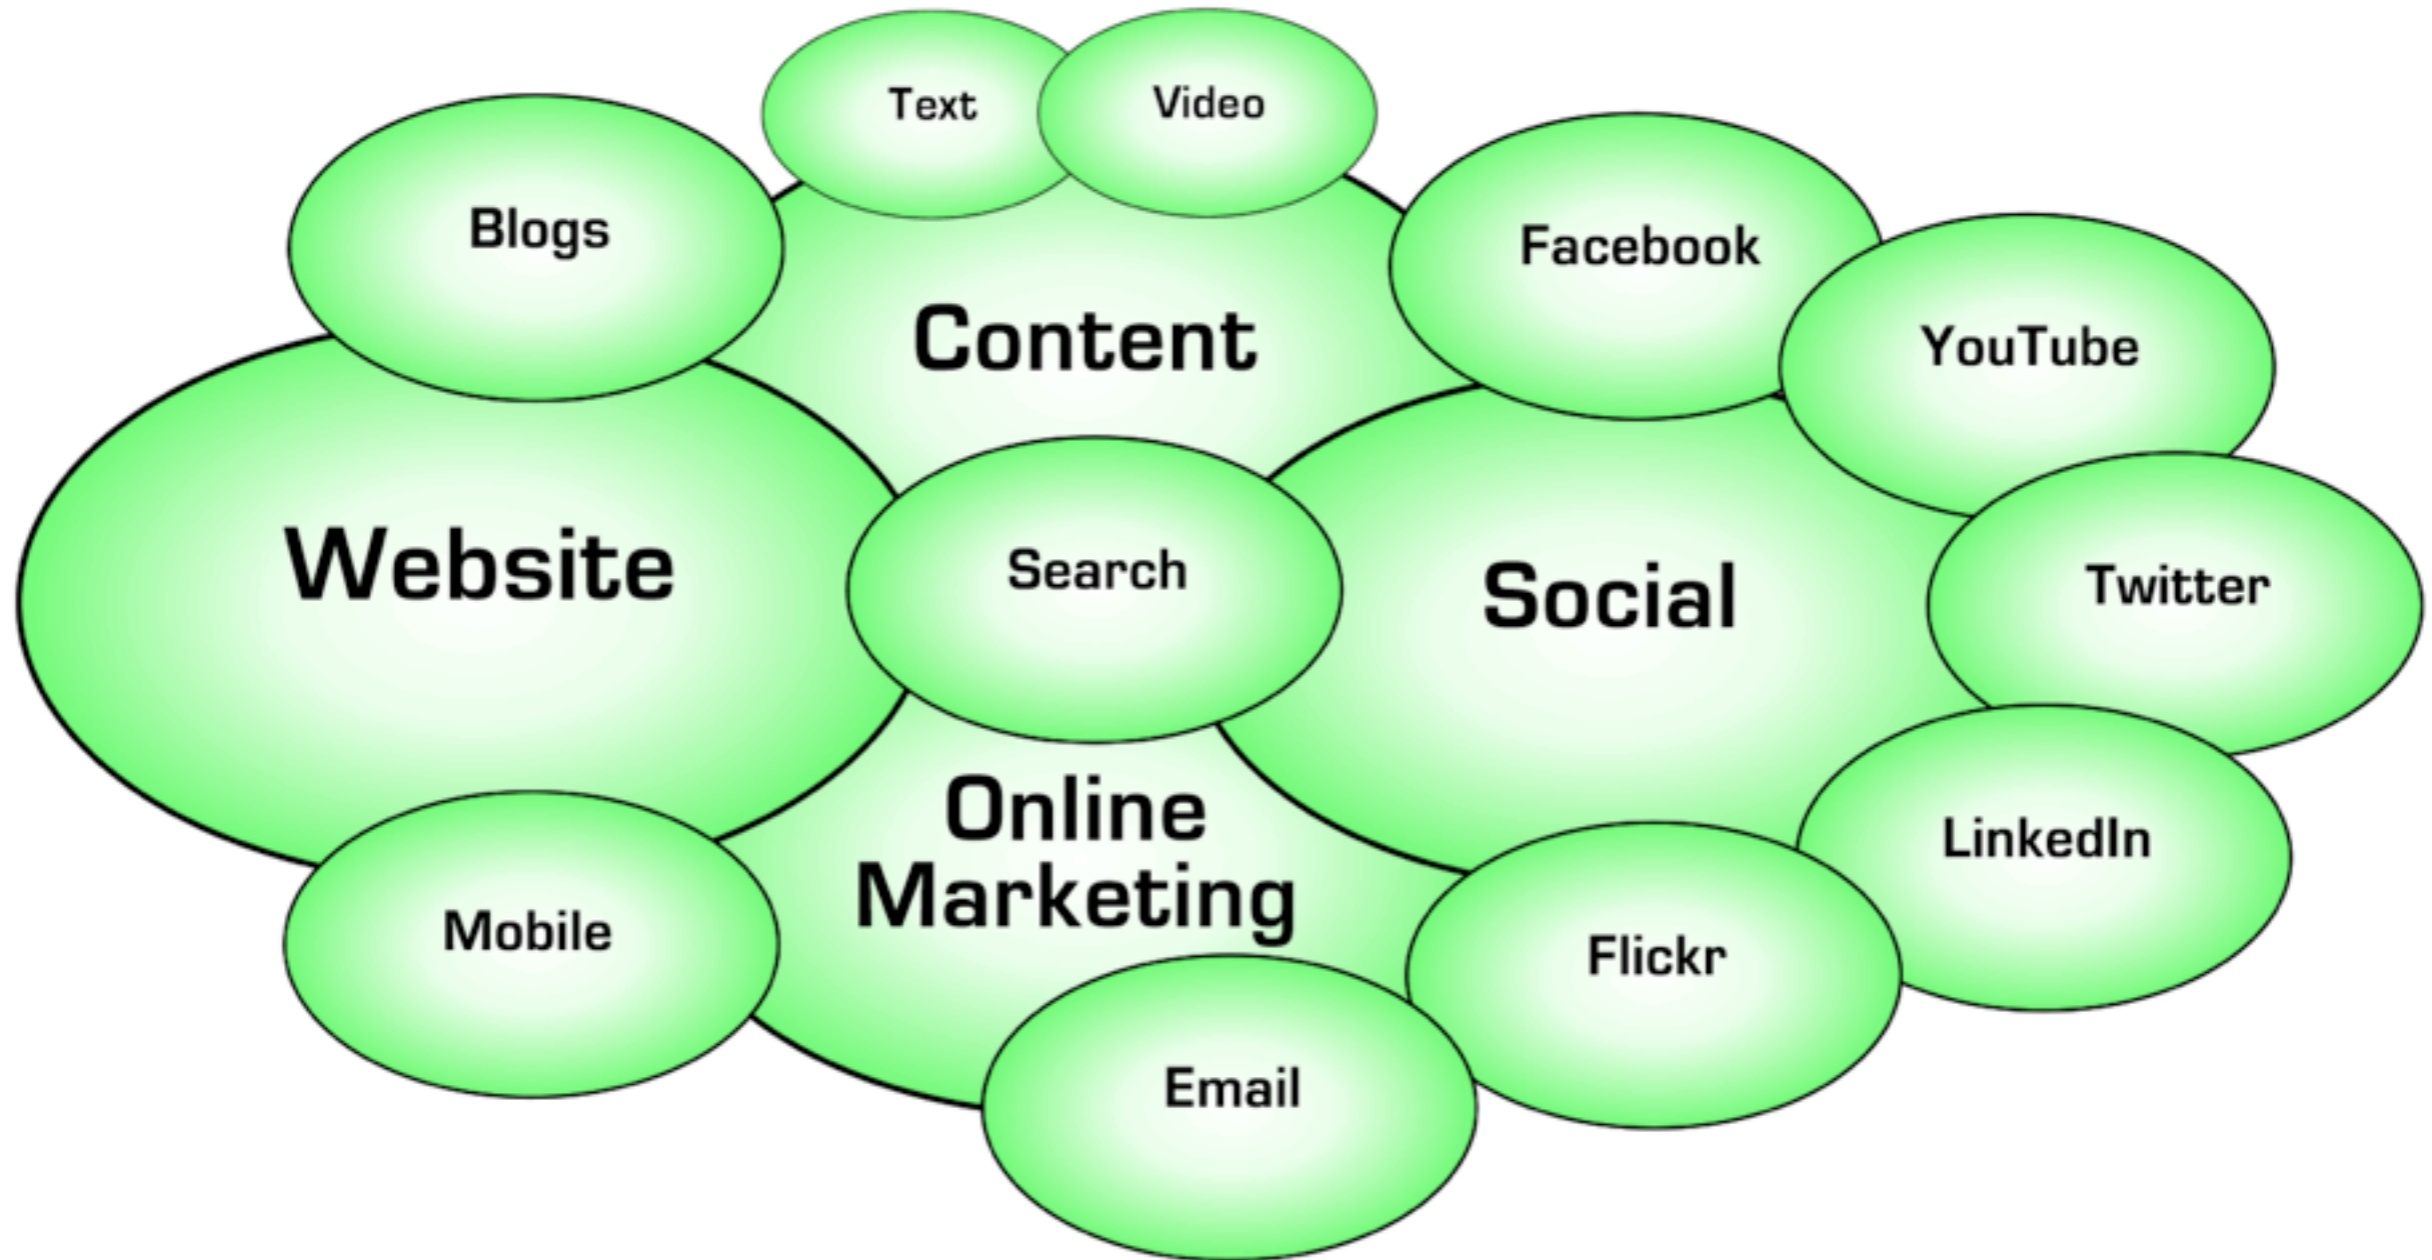 Text
Video
Blogs
Facebook
Content
YouTube
Website
Search
Social
Twitter
Online
Marketing
LinkedIn
Mobile
Flickr
Email